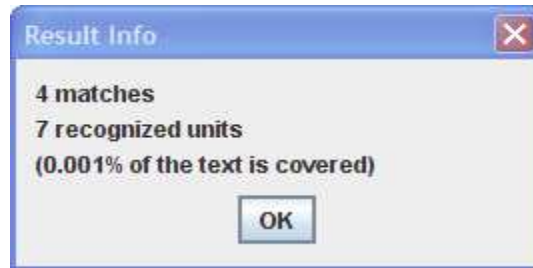 Result Info
4 matches
7 recognized units
(0.001% of the text is covered)
OK